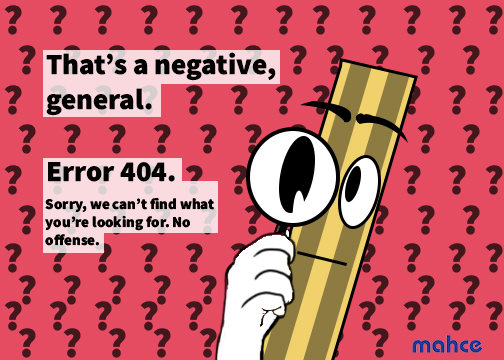 That's a negative,
general.
Error 404.
Sorry, we can't find what
you're looking for. No
offense.
mahce